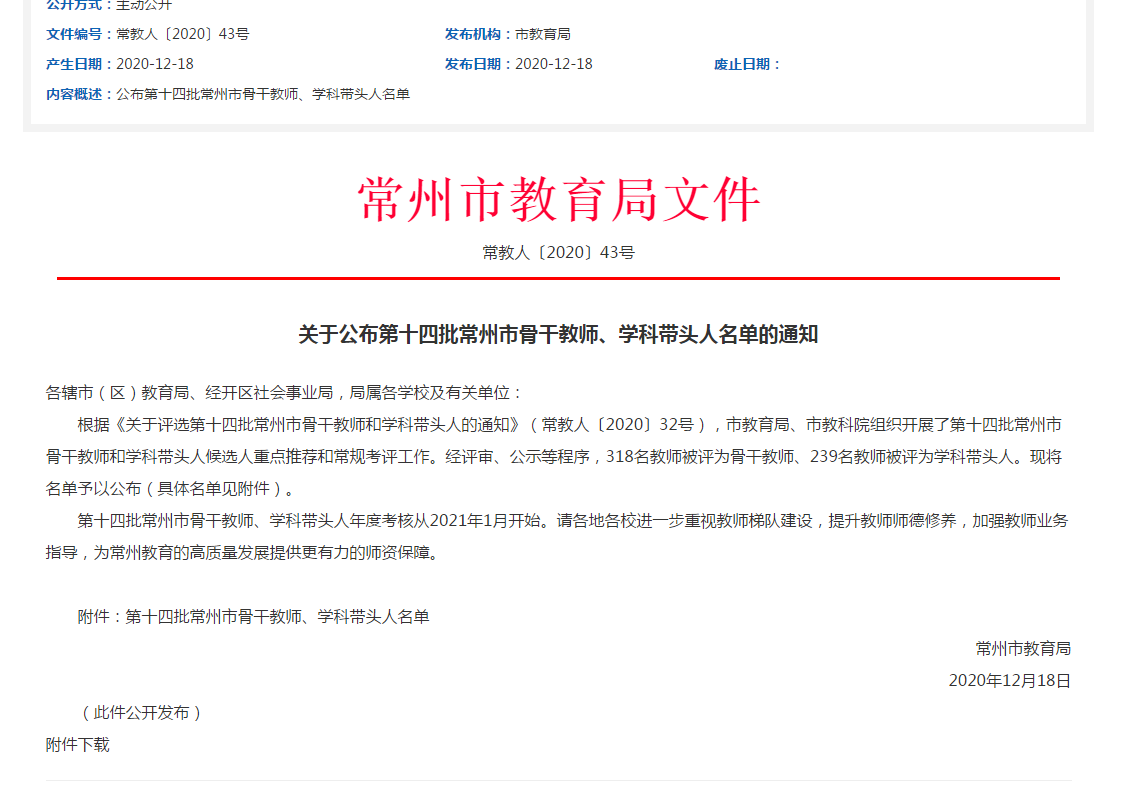 公开方式：主动公开
文件编号：常教人〔2020〕43号 发布机构：市教育局
产生日期：2020-12-18 发布日期：2020-12-18 废止日期：
内容概述：公布第十四批常州市骨干教师、学科带头人名单
常州市教育局文件
常教人〔2020〕43号
关于公布第十四批常州市骨干教师、学科带头人名单的通知
各辖市（区）教育局、经开区社会事业局，局属各学校及有关单位：
根据《关于评选第十四批常州市骨干教师和学科带头人的通知》（常教人〔2020〕32号），市教育局、市教科院组织开展了第十四批常州市
骨干教师和学科带头人候选人重点推荐和常规考评工作。经评审、公示等程序，318名教师被评为骨干教师、239名教师被评为学科带头人。现将
名单予以公布（具体名单见附件）。
第十四批常州市骨干教师、学科带头人年度考核从2021年1月开始。请各地各校进一步重视教师梯队建设，提升教师师德修养，加强教师业务
指导，为常州教育的高质量发展提供更有力的师资保障。
附件：第十四批常州市骨干教师、学科带头人名单
常州市教育局
2020年12月18日
（此件公开发布）
附件下载